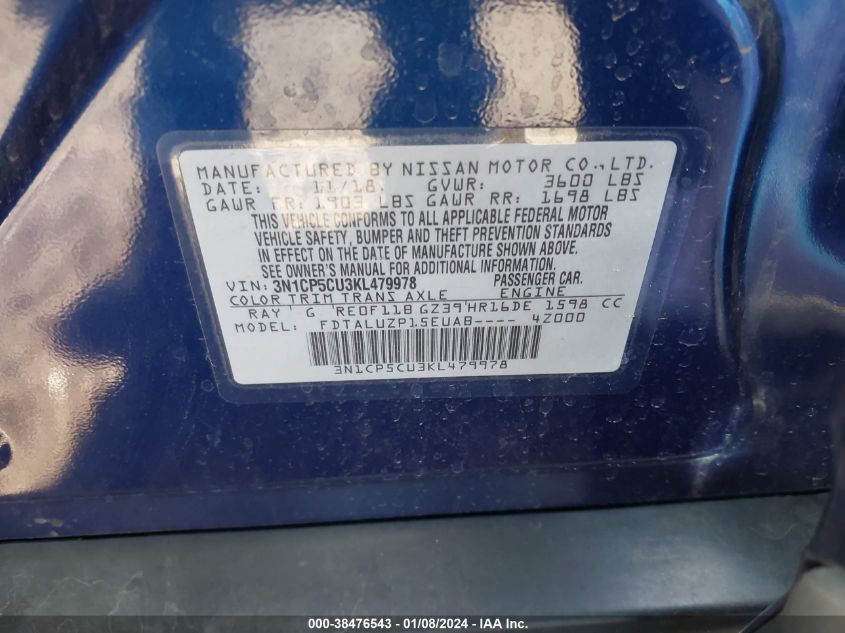 MANUFACTURED BY NISSAN MOTOR CO.,LTD.
DATE: 11/18 GVWR: 3600 LBS
GAWR FR: 1903 LBS GAWR RR: 1698 LBS
THIS VEHICLE CONFORMS TO ALL APPLICABLE FEDERAL MOTOR
VEHICLE SAFETY, BUMPER AND THEFT PREVENTION STANDARDS
IN EFFECT ON THE DATE OF MANUFACTURE SHOWN ABOVE.
SEE OWNER'S MANUAL FOR ADDITIONAL INFORMATION.
VIN: 3N1CP5CU3KL479978 PASSENGER CAR.
COLOR TRIM TRANS AXLE ENGINE
RAY G RE0F11B GZ39 HR16DE 1598 CC
MODEL: FDTALUZP15EUAB---- 4Z000
3N1CP5CU3KL479978
000-38476543 - 01/08/2024 - IAA Inc.